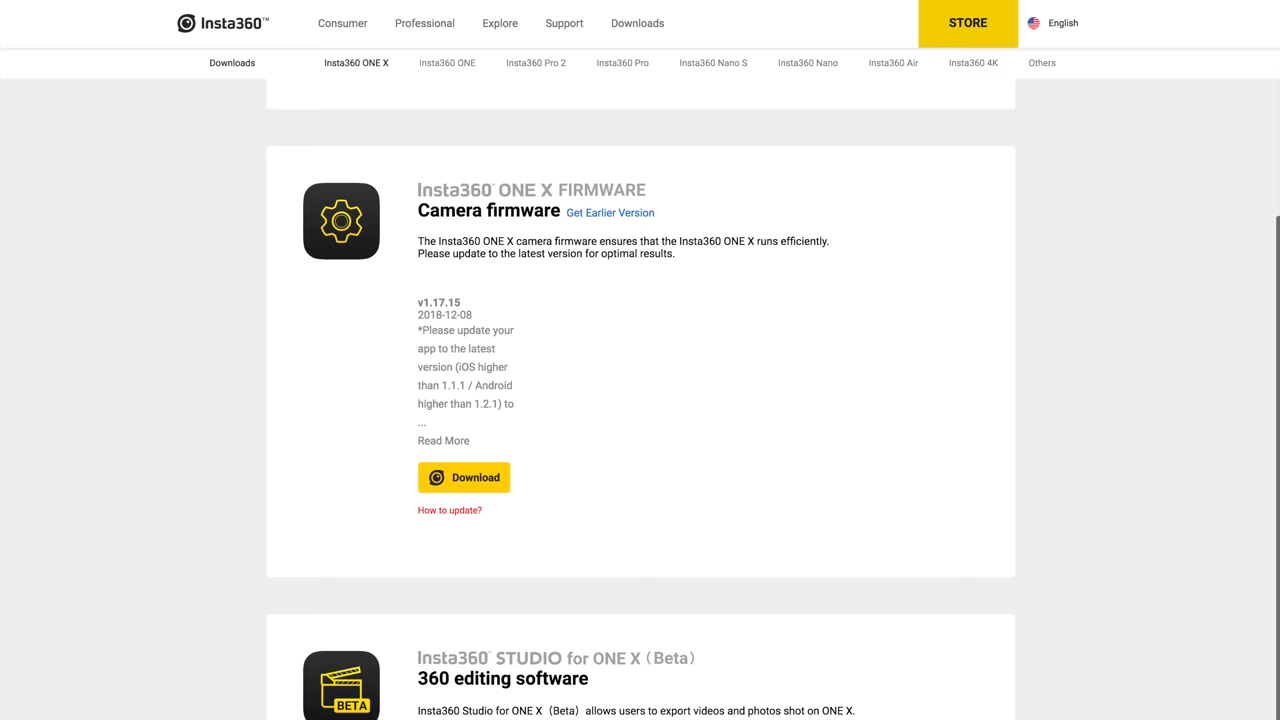 Insta360™
Consumer
Professional
Explore
Support
Downloads
STORE
English
Downloads
Insta360 ONE X
Insta360 ONE
Insta360 Pro 2
Insta360 Pro
Insta360 Nano S
Insta360 Nano
Insta360 Air
Insta360 4K
Others
Insta360™ ONE X FIRMWARE
Camera firmware Get Earlier Version
The Insta360 ONE X camera firmware ensures that the Insta360 ONE X runs efficiently.
Please update to the latest version for optimal results.
v1.17.15
2018-12-08
*Please update your
app to the latest
version (iOS higher
than 1.1.1 / Android
higher than 1.2.1) to
...
Read More
Download
How to update?
Insta360™ STUDIO for ONE X（Beta）
360 editing software
BETA
Insta360 Studio for ONE X（Beta）allows users to export videos and photos shot on ONE X.